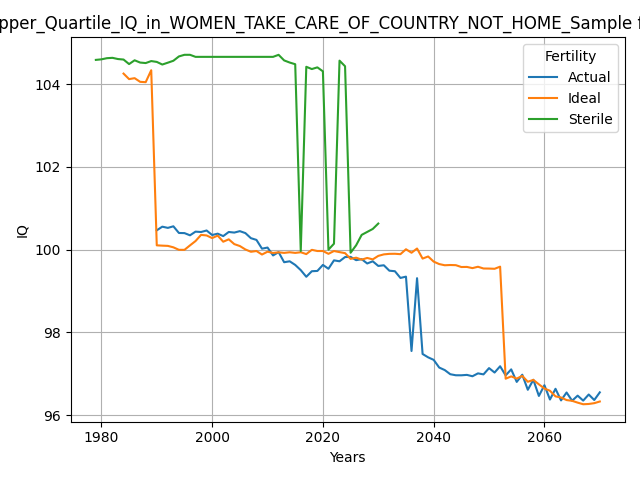 pper_Quartile_IQ_in_WOMEN_TAKE_CARE_OF_COUNTRY_NOT_HOME_Sample f
Fertility
Actual
Ideal
Sterile
IQ
104
102
100
98
96
1980
2000
2020
2040
2060
Years